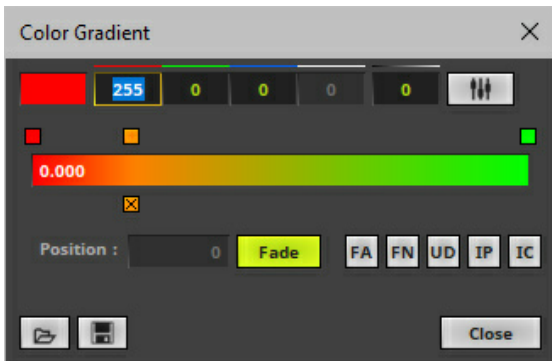 Color Gradient
255 0 0 0 0
0.000
Position : 0 Fade FA FN UD IP IC
Close